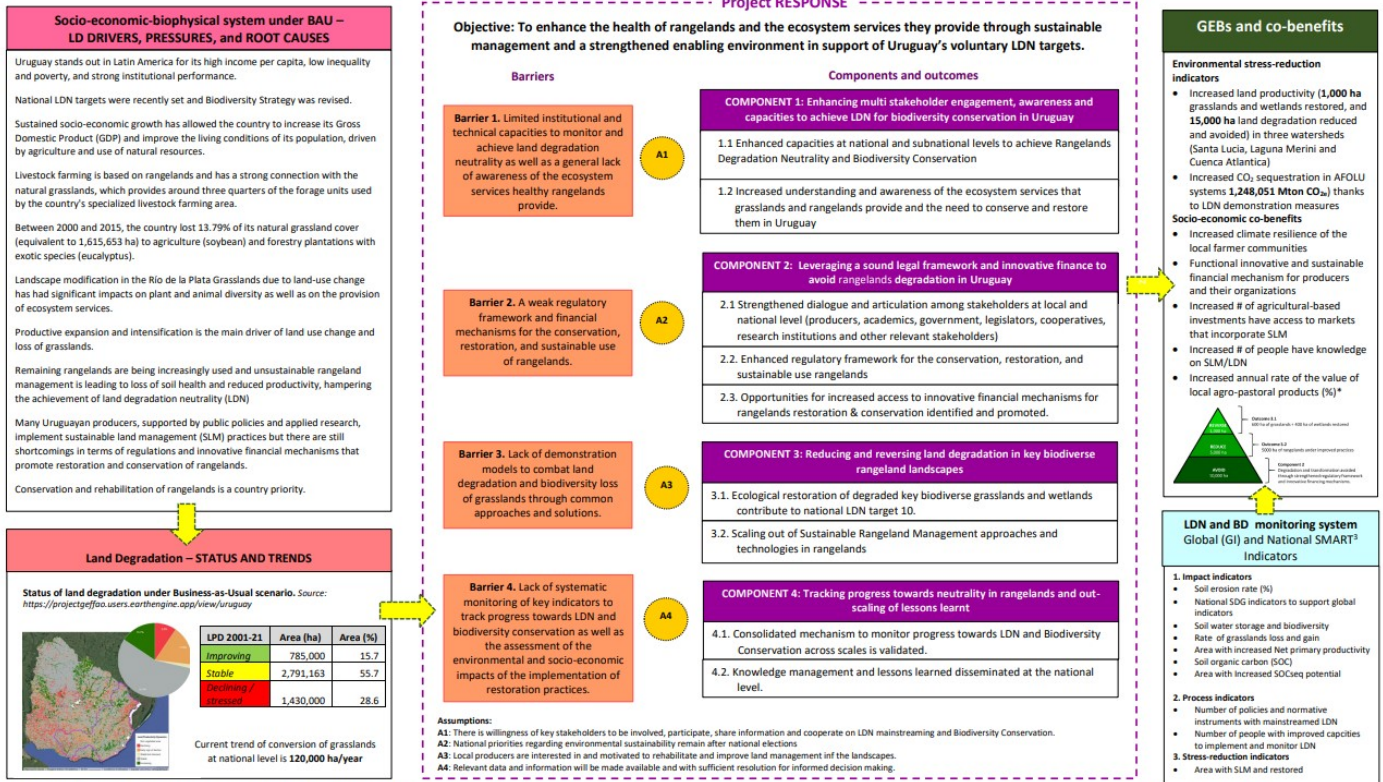 Socio-economic-biophysical system under BAU –
LD DRIVERS, PRESSURES, and ROOT CAUSES
Uruguay stands out in Latin America for its high income per capita, low inequality
and poverty, and strong institutional performance.
National LDN targets were recently set and Biodiversity Strategy was revised.
Sustained socio-economic growth has allowed the country to increase its Gross
Domestic Product (GDP) and improve the living conditions of its population, driven
by agriculture and use of natural resources.
Livestock farming is based on rangelands and has a strong connection with the
natural grasslands, which provides around three quarters of the forage units used
by the country's specialized livestock farming area.
Between 2000 and 2015, the country lost 13.79% of its natural grassland cover
(equivalent to 1,615,653 ha) to agriculture (soybean) and forestry plantations with
exotic species (eucalyptus).
Landscape modification in the Río de la Plata Grasslands due to land-use change
has had significant impacts on plant and animal diversity as well as on the provision
of ecosystem services.
Productive expansion and intensification is the main driver of land use change and
loss of grasslands.
Remaining rangelands are being increasingly used and unsustainable rangeland
management is leading to loss of soil health and reduced productivity, hampering
the achievement of land degradation neutrality (LDN)
Many Uruguayan producers, supported by public policies and applied research,
implement sustainable land management (SLM) practices but there are still
shortcomings in terms of regulations and innovative financial mechanisms that
promote restoration and conservation of rangelands.
Conservation and rehabilitation of rangelands is a country priority.
Land Degradation – STATUS AND TRENDS
Status of land degradation under Business-as-Usual scenario. Source:
https://projectgeffao.users.earthengine.app/view/uruguay
LPD 2001-21 Area (ha) Area (%)
Improving 785,000 15.7
Stable 2,791,163 55.7
Declining /
stressed 1,430,000 28.6
Current trend of conversion of grasslands
at national level is 120,000 ha/year
Project RESPONSE
Objective: To enhance the health of rangelands and the ecosystem services they provide through sustainable
management and a strengthened enabling environment in support of Uruguay's voluntary LDN targets.
Barriers
Components and outcomes
Barrier 1. Limited institutional and
technical capacities to monitor and
achieve land degradation
neutrality as well as a general lack
of awareness of the ecosystem
services healthy rangelands
provide.
A1
COMPONENT 1: Enhancing multi stakeholder engagement, awareness and
capacities to achieve LDN for biodiversity conservation in Uruguay
1.1 Enhanced capacities at national and subnational levels to achieve Rangelands
Degradation Neutrality and Biodiversity Conservation
1.2 Increased understanding and awareness of the ecosystem services that
grasslands and rangelands provide and the need to conserve and restore
them in Uruguay
Barrier 2. A weak regulatory
framework and financial
mechanisms for the conservation,
restoration, and sustainable use
of rangelands.
A2
COMPONENT 2: Leveraging a sound legal framework and innovative finance to
avoid rangelands degradation in Uruguay
2.1 Strengthened dialogue and articulation among stakeholders at local and
national level (producers, academics, government, legislators, cooperatives,
research institutions and other relevant stakeholders)
2.2. Enhanced regulatory framework for the conservation, restoration, and
sustainable use rangelands
2.3. Opportunities for increased access to innovative financial mechanisms for
rangelands restoration & conservation identified and promoted.
Barrier 3. Lack of demonstration
models to combat land
degradation and biodiversity loss
of grasslands through common
approaches and solutions.
A3
COMPONENT 3: Reducing and reversing land degradation in key biodiverse
rangeland landscapes
3.1. Ecological restoration of degraded key biodiverse grasslands and wetlands
contribute to national LDN target 10.
3.2. Scaling out of Sustainable Rangeland Management approaches and
technologies in rangelands
Barrier 4. Lack of systematic
monitoring of key indicators to
track progress towards LDN and
biodiversity conservation as well as
the assessment of the
environmental and socio-economic
impacts of the implementation of
restoration practices.
A4
COMPONENT 4: Tracking progress towards neutrality in rangelands and out-
scaling of lessons learnt
4.1. Consolidated mechanism to monitor progress towards LDN and Biodiversity
Conservation across scales is validated.
4.2. Knowledge management and lessons learned disseminated at the national
level.
Assumptions:
A1: There is willingness of key stakeholders to be involved, participate, share information and cooperate on LDN mainstreaming and Biodiversity Conservation.
A2: National priorities regarding environmental sustainability remain after national elections
A3: Local producers are interested in and motivated to rehabilitate and improve land management inf the landscapes.
A4: Relevant data and information will be made available and with sufficient resolution for informed decision making.
GEBs and co-benefits
Environmental stress-reduction
indicators
• Increased land productivity (1,000 ha
grasslands and wetlands restored, and
15,000 ha land degradation reduced
and avoided) in three watersheds
(Santa Lucia, Laguna Merini and
Cuenca Atlantica)
• Increased CO₂ sequestration in AFOLU
systems 1,248,051 Mton CO₂ₑ) thanks
to LDN demonstration measures
Socio-economic co-benefits
• Increased climate resilience of the
local farmer communities
• Functional innovative and sustainable
financial mechanism for producers
and their organizations
• Increased # of agricultural-based
investments have access to markets
that incorporate SLM
• Increased # of people have knowledge
on SLM/LDN
• Increased annual rate of the value of
local agro-pastoral products (%)*
REDUCE
AVOID
10,000 ha
Outcome 3.1
600 ha of grasslands + 400 ha of wetlands restored
Outcome 3.2
5000 ha of rangelands under improved practices
Component 2
Degradation and transformation avoided
through strengthened regulatory framework
and innovative financing mechanisms.
LDN and BD monitoring system
Global (GI) and National SMART³
Indicators
1. Impact indicators
• Soil erosion rate (%)
• National SDG indicators to support global
indicators
• Soil water storage and biodiversity
• Rate of grasslands loss and gain
• Area with increased Net primary productivity
• Soil organic carbon (SOC)
• Area with Increased SOCseq potential
2. Process indicators
• Number of policies and normative
instruments with mainstreamed LDN
• Number of people with improved capcities
to implement and monitor LDN
3. Stress-reduction indicators
• Area with SLM and restored